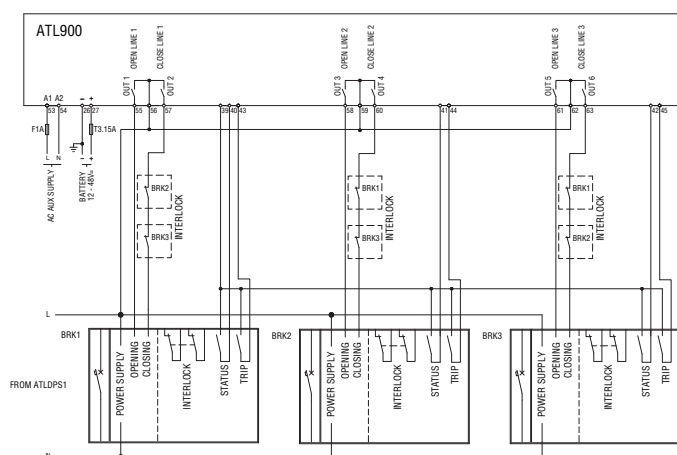 ATL900
OPEN LINE 1
CLOSE LINE 1
OPEN LINE 2
CLOSE LINE 2
OPEN LINE 3
CLOSE LINE 3
OUT 1
OUT 2
OUT 3
OUT 4
OUT 5
OUT 6
A1 A2
- +
53 54
26 27
55 56 57
39 40 43
58 59 60
41 44
61 62 63
42 45
F1A
T3.15A
L N
- +
AC AUX SUPPLY
BATTERY
12 - 48V=
BRK2
BRK3
INTERLOCK
BRK1
BRK3
INTERLOCK
BRK1
BRK2
INTERLOCK
L
BRK1
POWER SUPPLY
OPENING
CLOSING
INTERLOCK
STATUS
TRIP
BRK2
POWER SUPPLY
OPENING
CLOSING
INTERLOCK
STATUS
TRIP
BRK3
POWER SUPPLY
OPENING
CLOSING
INTERLOCK
STATUS
TRIP
FROM ATLDPS1
N